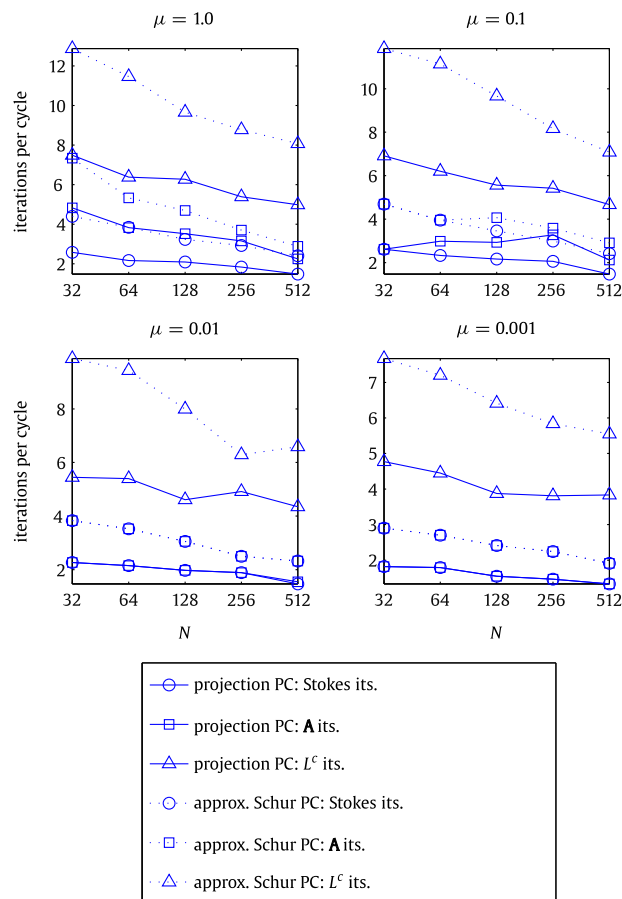 μ = 1.0
μ = 0.1
iterations per cycle
12
10
8
6
4
2
32 64 128 256 512
10
8
6
4
2
32 64 128 256 512
μ = 0.01
μ = 0.001
iterations per cycle
8
6
4
2
32 64 128 256 512
N
7
6
5
4
3
2
32 64 128 256 512
N
projection PC: Stokes its.
projection PC: A its.
projection PC: L^c its.
approx. Schur PC: Stokes its.
approx. Schur PC: A its.
approx. Schur PC: L^c its.